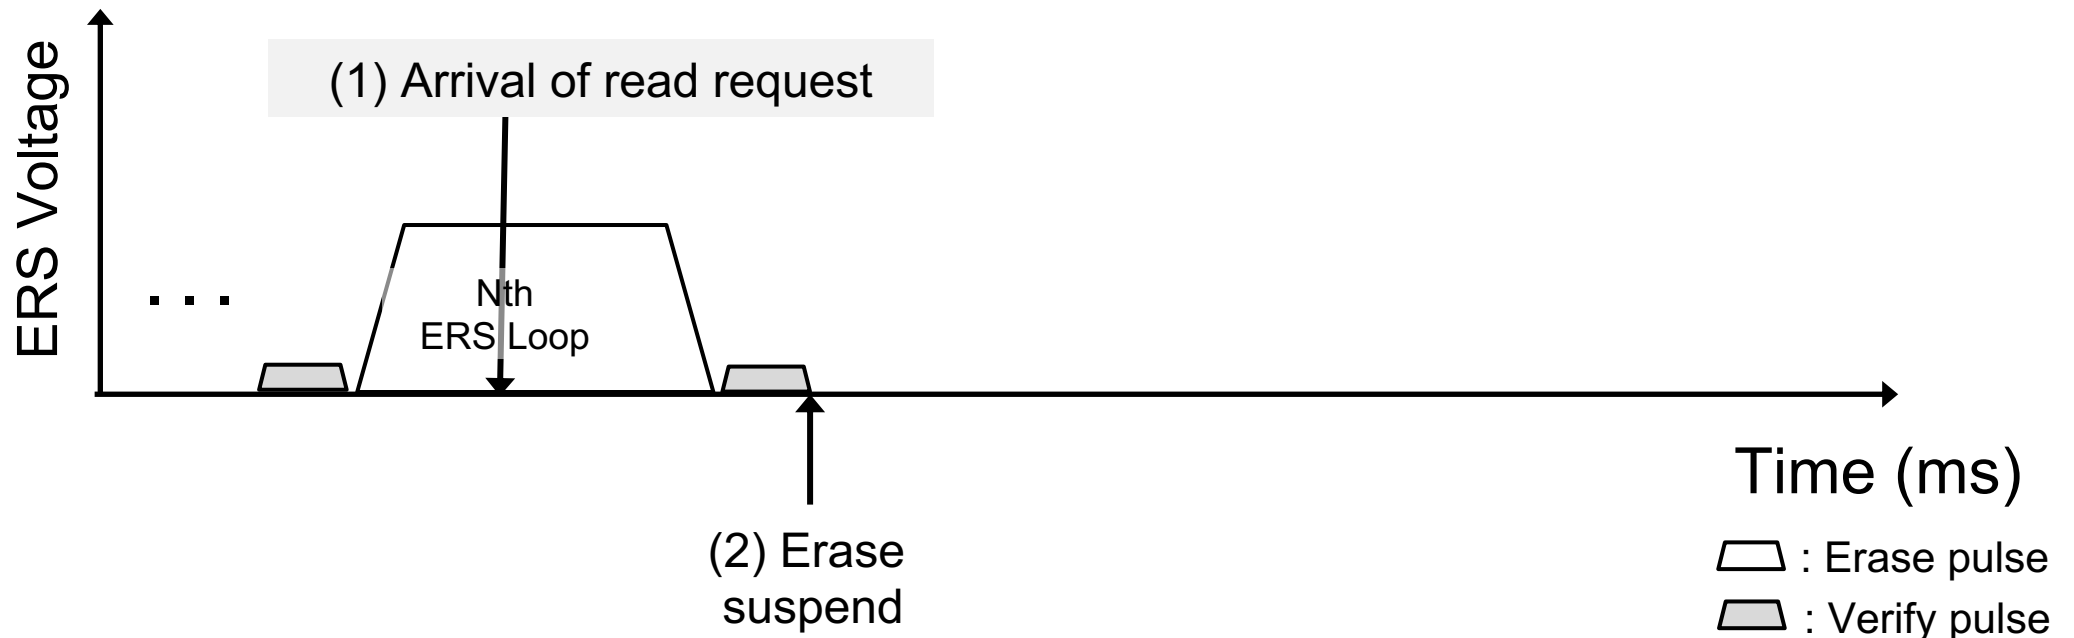 ERS Voltage
(1) Arrival of read request
. . .
Nth
ERS Loop
Time (ms)
(2) Erase
suspend
: Erase pulse
: Verify pulse